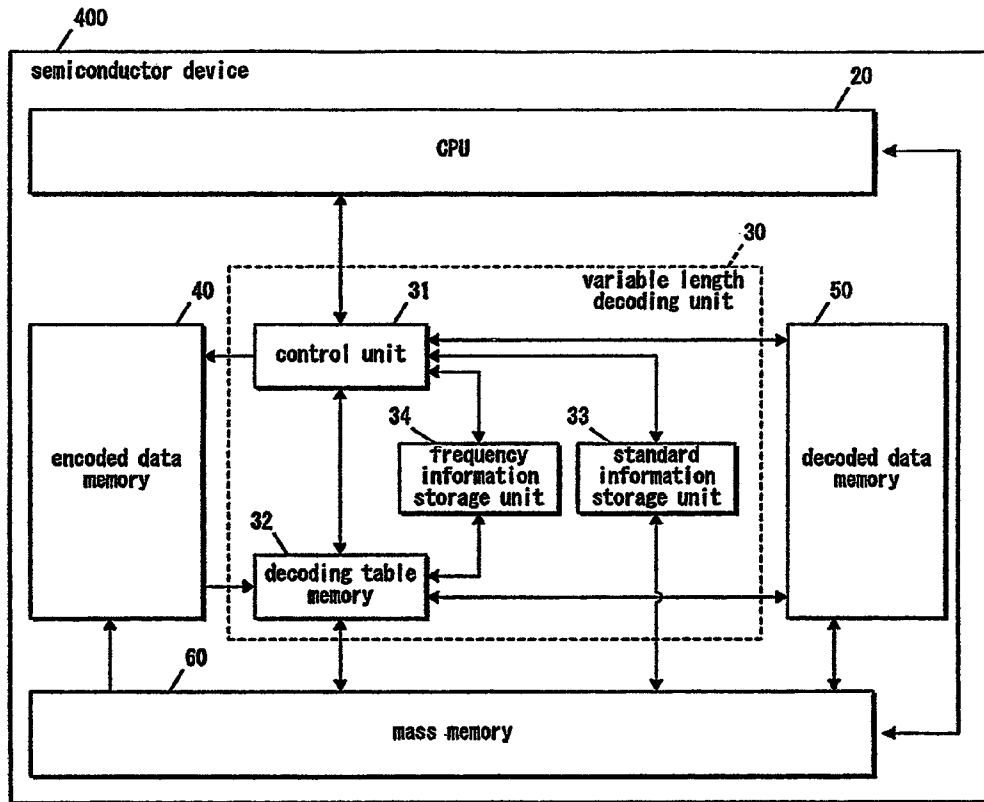 400
semiconductor device
20
CPU
30
variable length
decoding unit
40
31
50
control unit
encoded data
memory
34
frequency
information
storage unit
33
standard
information
storage unit
decoded data
memory
32
decoding table
memory
60
mass memory